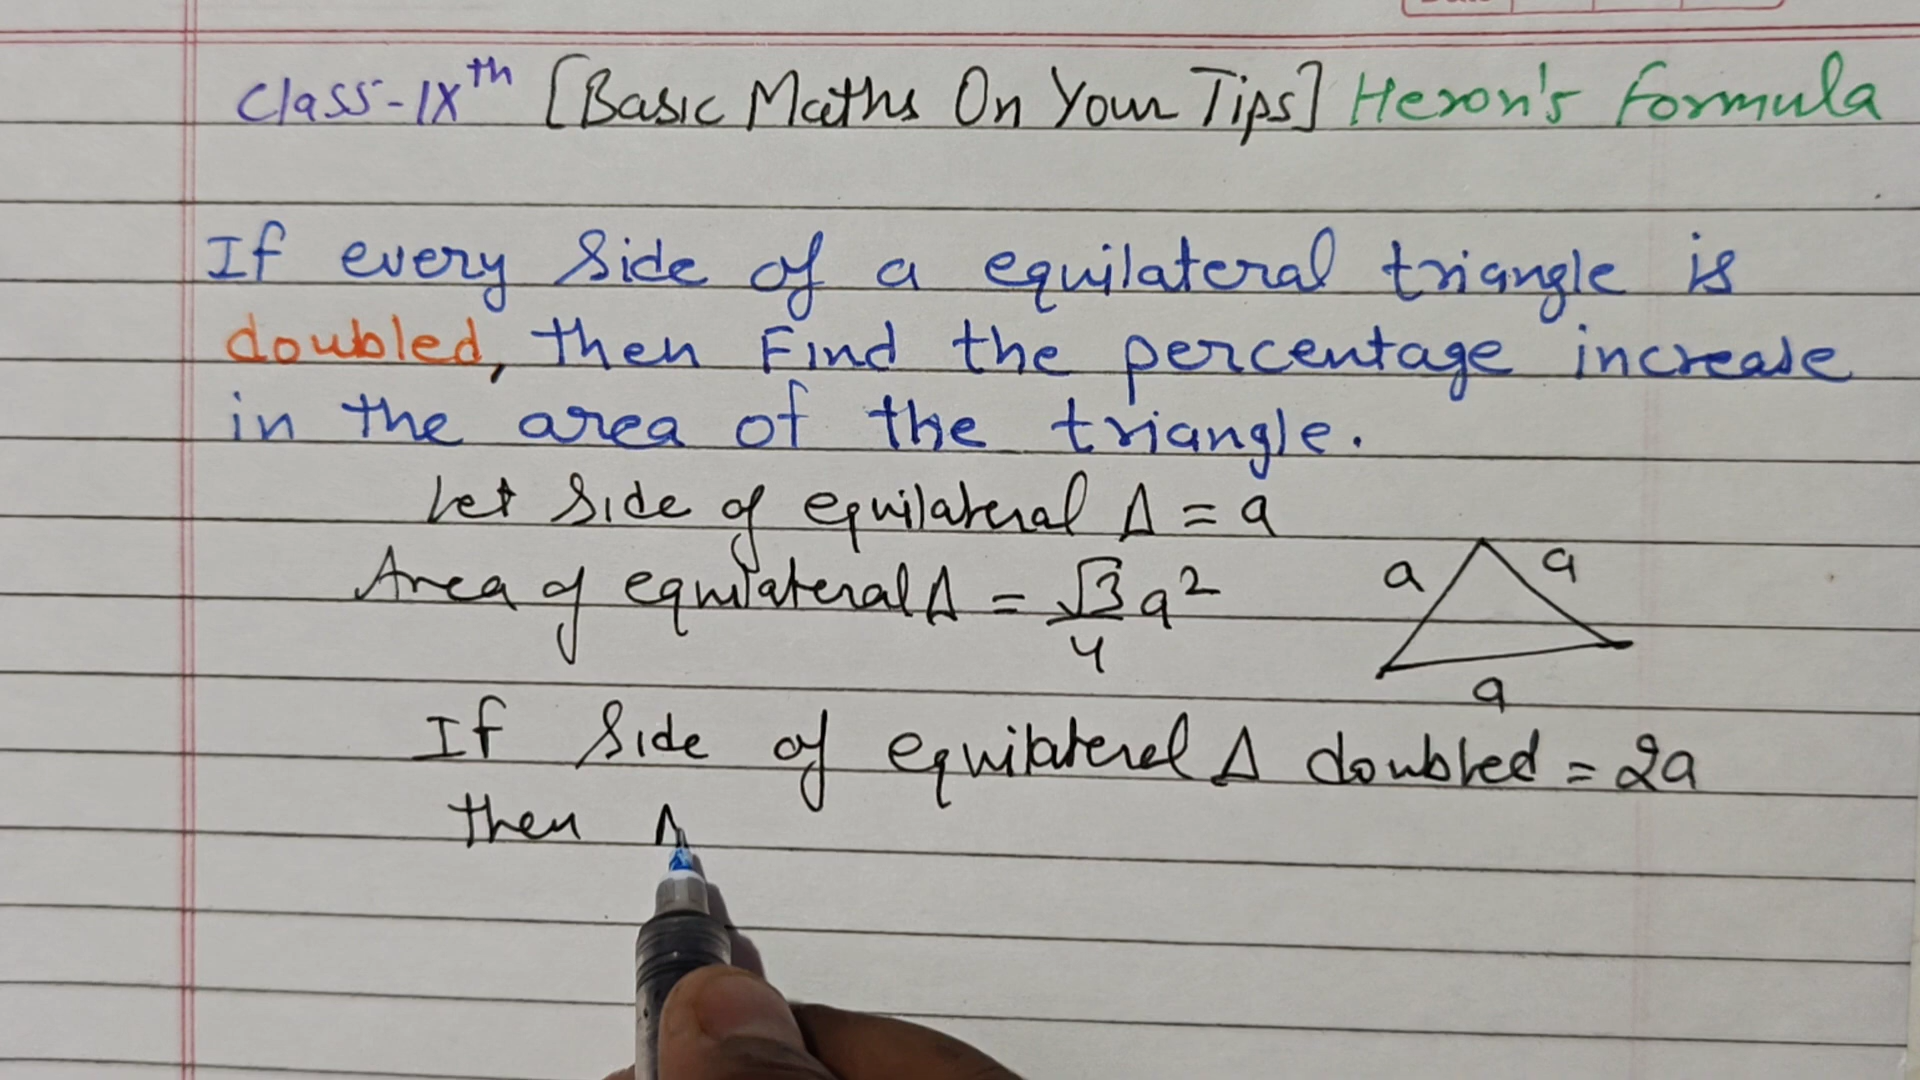 Class-IXth [Basic Maths On Your Tips] Heron's Formula
If every side of a equilateral triangle is
doubled, then Find the percentage increase
in the area of the triangle.
Let side of equilateral Δ = a
Area of equilateral Δ = √3/4 a²
a a
a
If side of equilateral Δ doubled = 2a
then